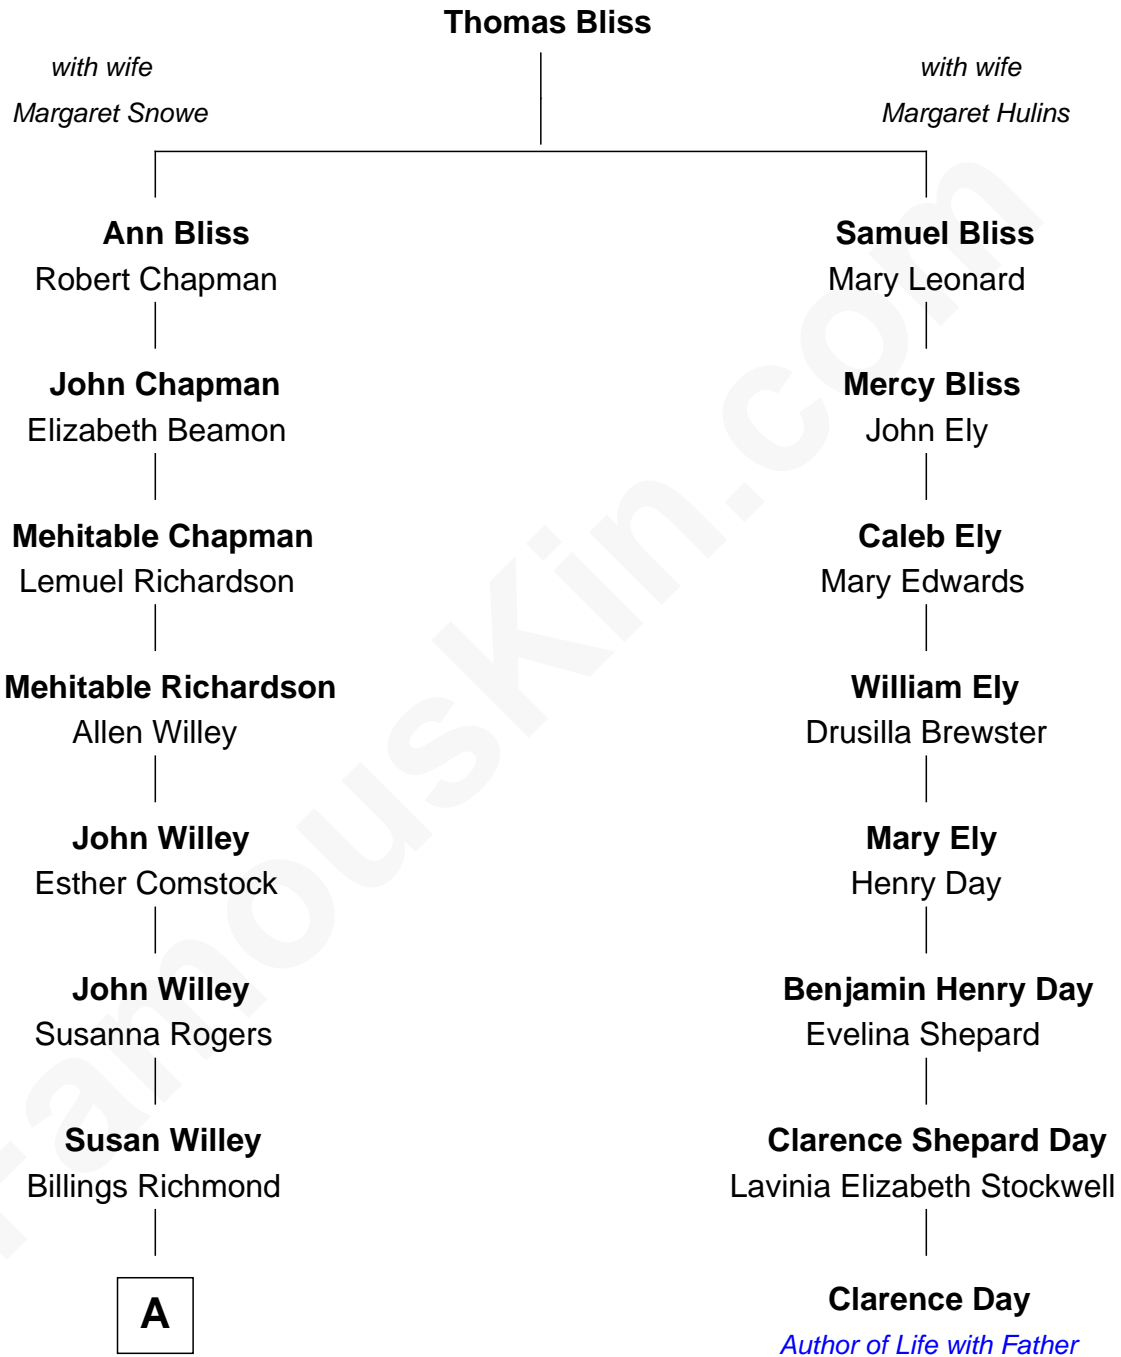 Thomas Bliss
with wife
Margaret Snowe
with wife
Margaret Hulins
Ann Bliss
Robert Chapman
John Chapman
Elizabeth Beamon
Mehitable Chapman
Lemuel Richardson
Mehitable Richardson
Allen Willey
John Willey
Esther Comstock
John Willey
Susanna Rogers
Susan Willey
Billings Richmond
A
Samuel Bliss
Mary Leonard
Mercy Bliss
John Ely
Caleb Ely
Mary Edwards
William Ely
Drusilla Brewster
Mary Ely
Henry Day
Benjamin Henry Day
Evelina Shepard
Clarence Shepard Day
Lavinia Elizabeth Stockwell
Clarence Day
Author of Life with Father
FamousKin.com